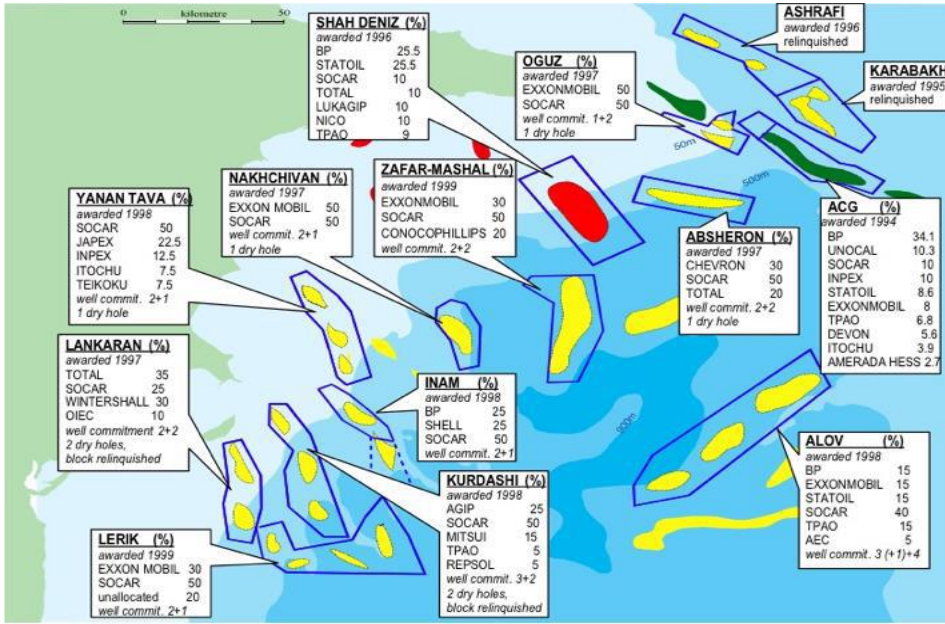 0 kilometre 50
SHAH DENIZ (%)
awarded 1996
BP 25.5
STATOIL 25.5
SOCAR 10
TOTAL 10
LUKAGIP 10
NICO 10
TPAO 9
ASHRAFI
awarded 1996
relinquished
OGUZ (%)
awarded 1997
EXXONMOBIL 50
SOCAR 50
well commit. 1+2
1 dry hole
KARABAKH
awarded 1995
relinquished
50m
500m
900m
NAKHCHIVAN (%)
awarded 1997
EXXON MOBIL 50
SOCAR 50
well commit. 2+1
1 dry hole
ZAFAR-MASHAL (%)
awarded 1999
EXXONMOBIL 30
SOCAR 50
CONOCOPHILLIPS 20
well commit. 2+2
YANAN TAVA (%)
awarded 1998
SOCAR 50
JAPEX 22.5
INPEX 12.5
ITOCHU 7.5
TEIKOKU 7.5
well commit. 2+1
1 dry hole
ABSHERON (%)
awarded 1997
CHEVRON 30
SOCAR 50
TOTAL 20
well commit. 2+2
1 dry hole
ACG (%)
awarded 1994
BP 34.1
UNOCAL 10.3
SOCAR 10
INPEX 10
STATOIL 8.6
EXXONMOBIL 8
TPAO 6.8
DEVON 5.6
ITOCHU 3.9
AMERADA HESS 2.7
LANKARAN (%)
awarded 1997
TOTAL 35
SOCAR 25
WINTERSHALL 30
OIEC 10
well commitment 2+2
2 dry holes,
block relinquished
INAM (%)
awarded 1998
BP 25
SHELL 25
SOCAR 50
well commit. 2+1
KURDASHI (%)
awarded 1998
AGIP 25
SOCAR 50
MITSUI 15
TPAO 5
REPSOL 5
well commit. 3+2
2 dry holes,
block relinquished
ALOV (%)
awarded 1998
BP 15
EXXONMOBIL 15
STATOIL 15
SOCAR 40
TPAO 15
AEC 5
well commit. 3 (+1)+4
LERIK (%)
awarded 1999
EXXON MOBIL 30
SOCAR 50
unallocated 20
well commit. 2+1